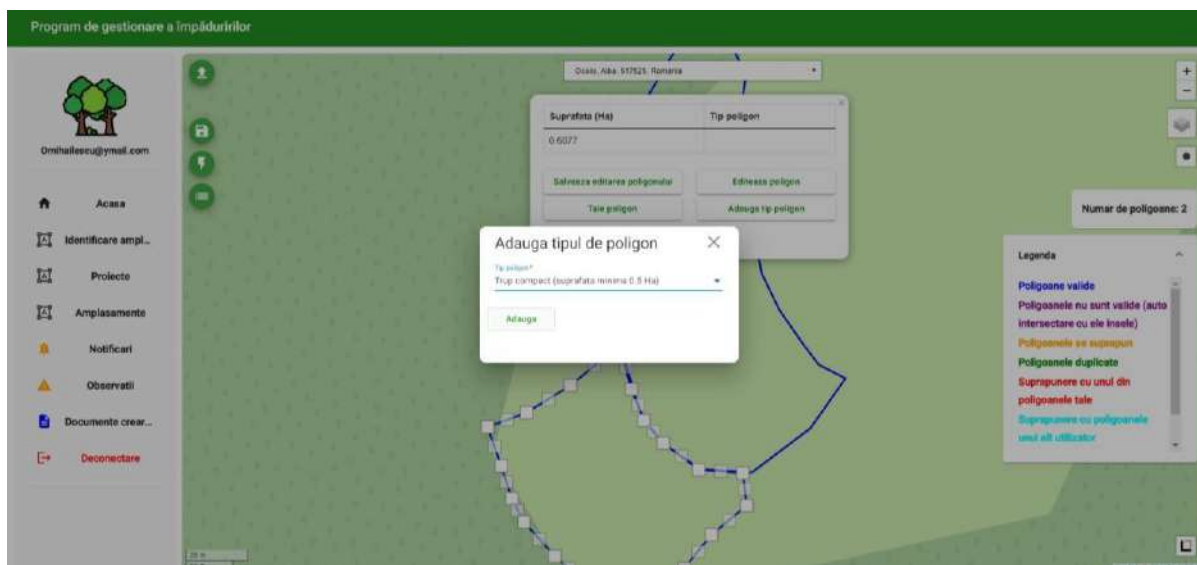 Program de gestionare a împăduririlor
Omihailescu@ymail.com
Acasa
Identificare ampl...
Proiecte
Amplasamente
Notificari
Observatii
Documente crear...
Deconectare
Ocolis, Alba, 517525, Romania
Suprafata (Ha)
Tip poligon
0.6077
Salveaza editarea poligonului
Editeaza poligon
Taie poligon
Adauga tip poligon
Adauga tipul de poligon
Tip poligon*
Trup compact (suprafata minima 0.5 Ha)
Adauga
Numar de poligoane: 2
Legenda
Poligoane valide
Poligoanele nu sunt valide (auto
intersectare cu ele insele)
Poligoanele se suprapun
Poligoanele duplicate
Suprapunere cu unul din
poligoanele tale
Suprapunere cu poligoanele
unui alt utilizator
20 m